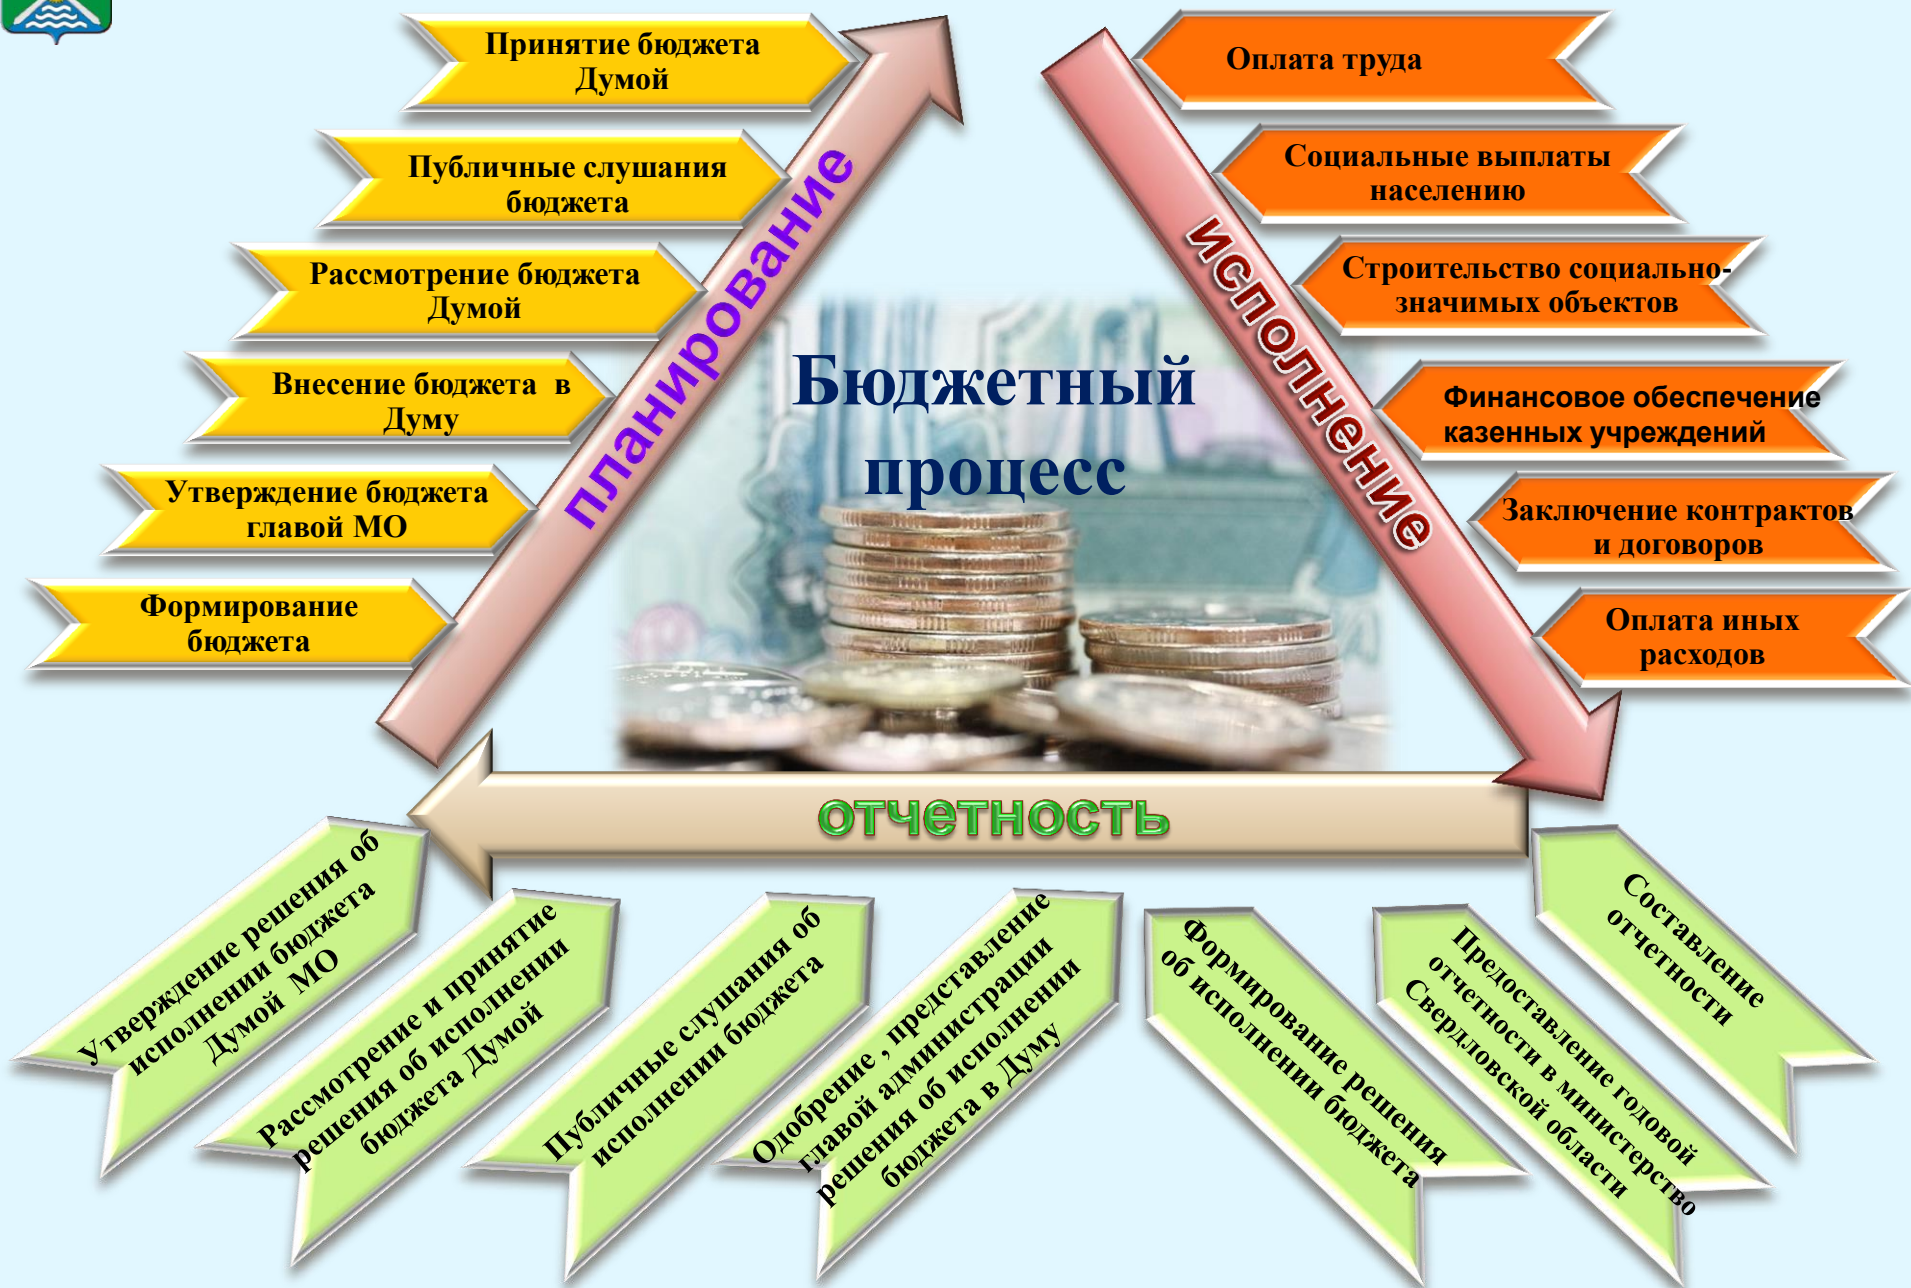 Принятие бюджета
Думой
Публичные слушания
бюджета
Рассмотрение бюджета
Думой
Внесение бюджета в
Думу
Утверждение бюджета
главой МО
Формирование
бюджета
планирование
Бюджетный
процесс
исполнение
Оплата труда
Социальные выплаты
населению
Строительство социально-
значимых объектов
Финансовое обеспечение
казенных учреждений
Заключение контрактов
и договоров
Оплата иных
расходов
отчетность
Утверждение решения об
исполнении бюджета
Думой МО
Рассмотрение и принятие
решения об исполнении
бюджета Думой
Публичные слушания об
исполнении бюджета
Одобрение , представление
главой администрации
решения об исполнении
бюджета в Думу
Формирование решения
об исполнении бюджета
Предоставление годовой
отчетности в министерство
Свердловской области
Составление
отчетности